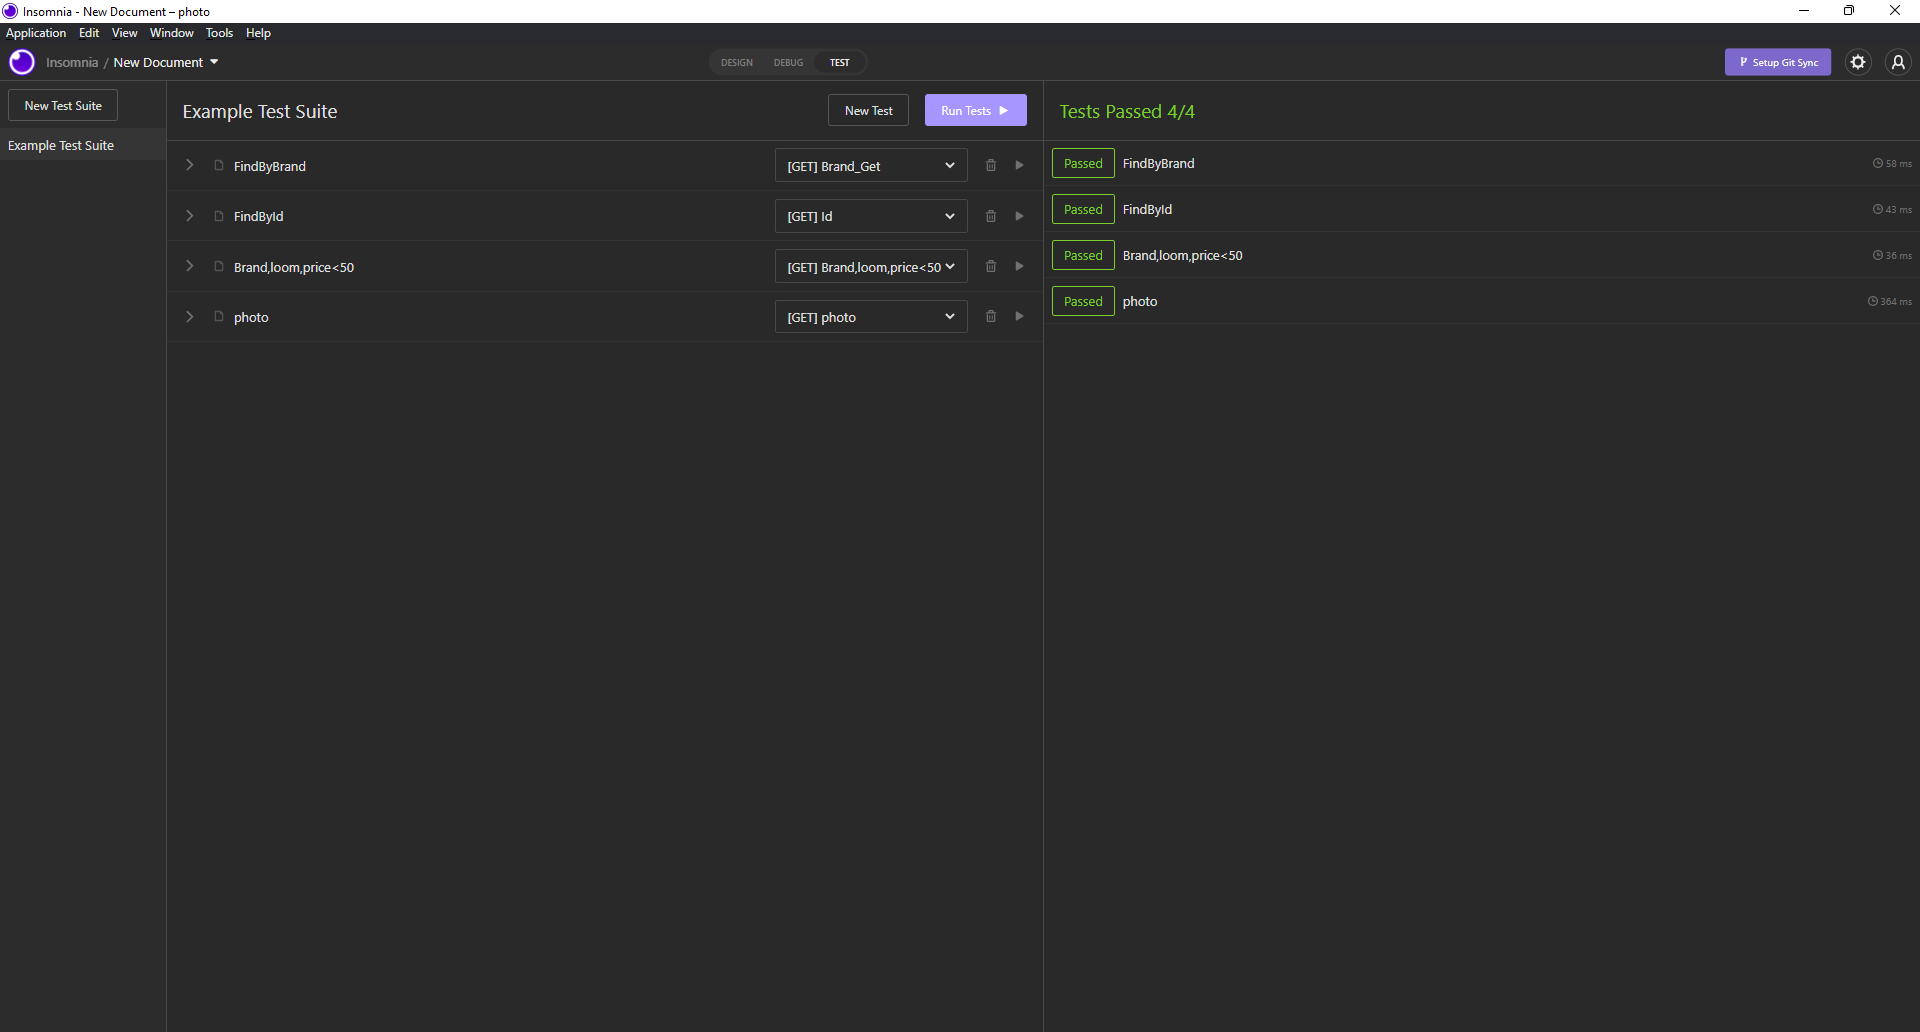 Insomnia - New Document – photo
Application Edit View Window Tools Help
Insomnia / New Document
DESIGN DEBUG TEST
Setup Git Sync
New Test Suite
Example Test Suite
Example Test Suite
New Test
Run Tests
FindByBrand [GET] Brand_Get
FindById [GET] Id
Brand,loom,price<50 [GET] Brand,loom,price<50
photo [GET] photo
Tests Passed 4/4
Passed FindByBrand 58 ms
Passed FindById 43 ms
Passed Brand,loom,price<50 36 ms
Passed photo 364 ms